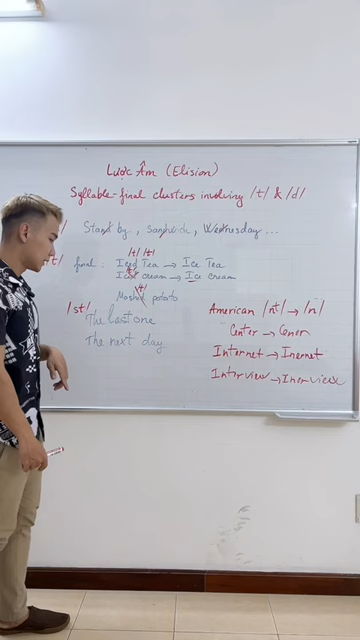 Lược Âm (Elision)
Syllable-final clusters involving /t/ & /d/
Stand by, sandwich, Wednesday ...
/t/ /t/
final: Iced Tea → Ice Tea
Iced cream → Ice cream
/t/
Mashed potato
/st/
The last one
The next day
American /nt/ → /n/
Center → Cener
Internet → Inernet
Interview → Inerview